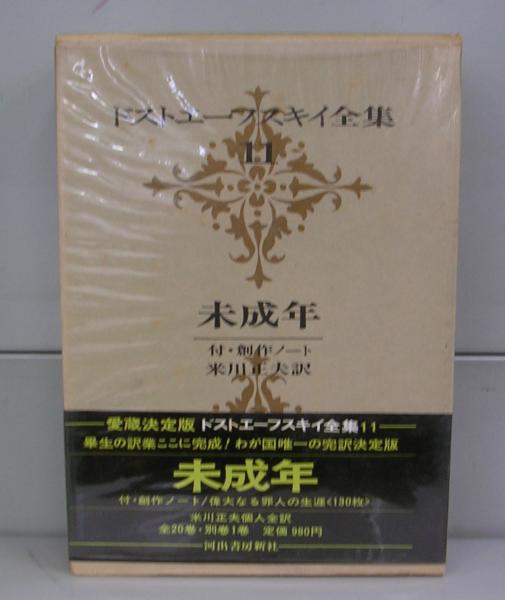 ドストエーフスキイ全集
11
未成年
付・創作ノート
米川正夫訳
愛蔵決定版 ドストエーフスキイ全集11
畢生の訳業ここに完成！わが国唯一の完訳決定版
未成年
付・創作ノート/偉大なる罪人の生涯<130枚>
米川正夫個人全訳
全20巻・別巻1巻 定価980円
河出書房新社